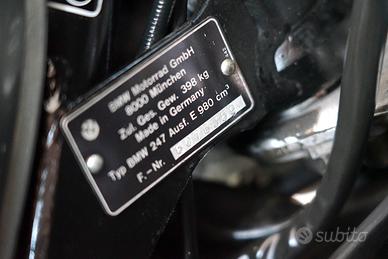 BMW Motorrad GmbH
8000 München
Zul. Ges. Gew. 398 kg
Made in Germany
Typ BMW 247 Ausf. E 980 cm³
F.-Nr.
subito